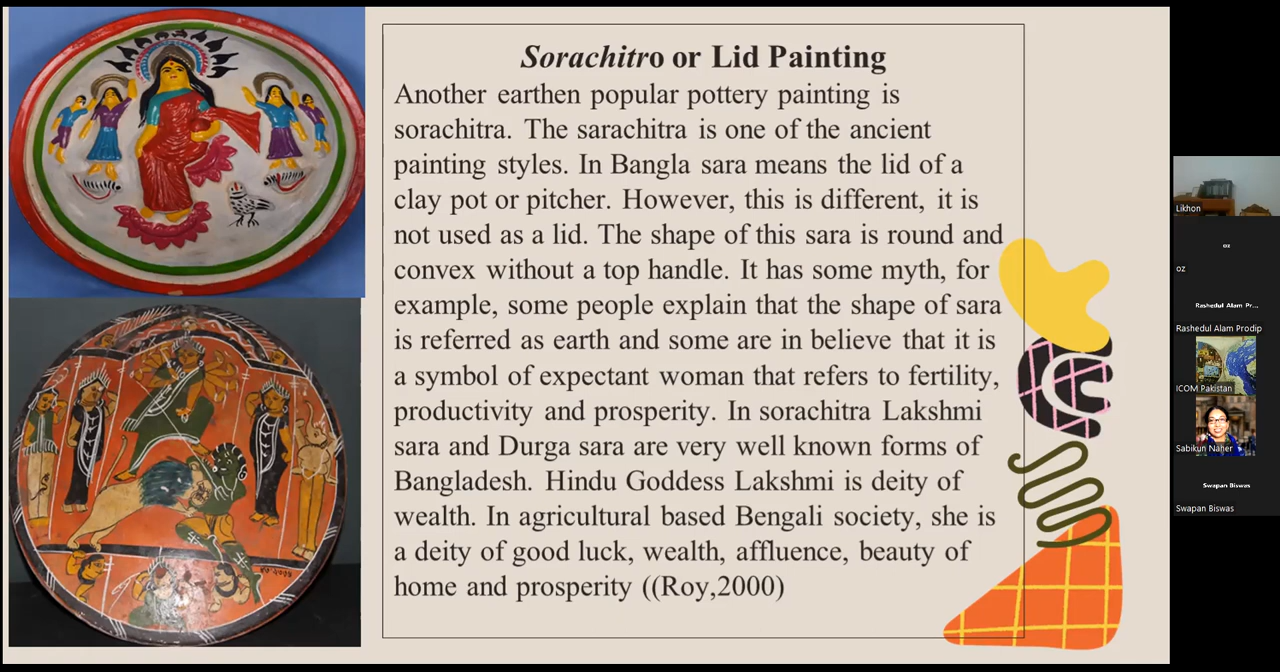 Sorachitro or Lid Painting
Another earthen popular pottery painting is
sorachitra. The sarachitra is one of the ancient
painting styles. In Bangla sara means the lid of a
clay pot or pitcher. However, this is different, it is
not used as a lid. The shape of this sara is round and
convex without a top handle. It has some myth, for
example, some people explain that the shape of sara
is referred as earth and some are in believe that it is
a symbol of expectant woman that refers to fertility,
productivity and prosperity. In sorachitra Lakshmi
sara and Durga sara are very well known forms of
Bangladesh. Hindu Goddess Lakshmi is deity of
wealth. In agricultural based Bengali society, she is
a deity of good luck, wealth, affluence, beauty of
home and prosperity ((Roy,2000)
Likhon
oz
oz
Rashedul Alam Pr...
Rashedul Alam Prodip
ICOM Pakistan
Sabikun Naher
Swapan Biswas
Swapan Biswas